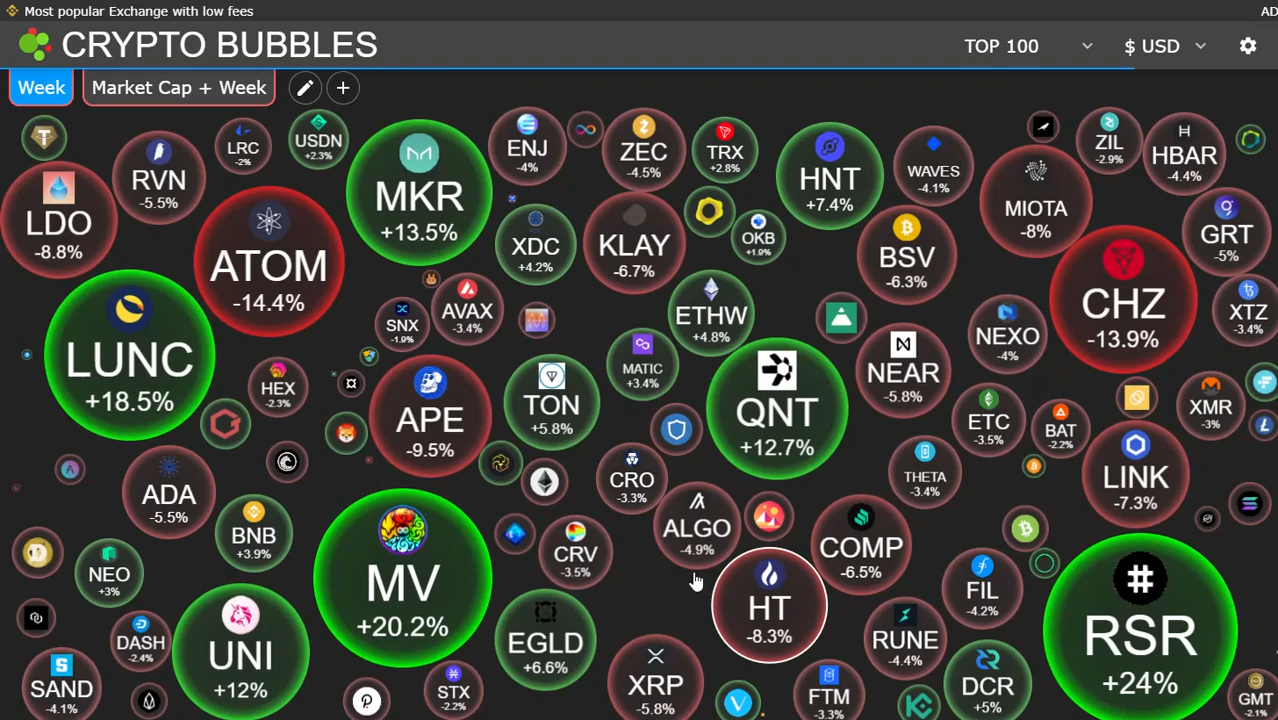 Most popular Exchange with low fees
AD
CRYPTO BUBBLES
TOP 100
$ USD
Week
Market Cap + Week
LDO
-8.8%
RVN
-5.5%
LRC
-2%
USDN
+2.3%
MKR
+13.5%
ENJ
-4%
ZEC
-4.5%
TRX
+2.8%
HNT
+7.4%
WAVES
-4.1%
MIOTA
-8%
ZIL
-2.9%
HBAR
-4.4%
ATOM
-14.4%
XDC
+4.2%
KLAY
-6.7%
OKB
+1.9%
BSV
-6.3%
GRT
-5%
LUNC
+18.5%
AVAX
-3.4%
SNX
-1.9%
ETHW
+4.8%
CHZ
-13.9%
XTZ
-3.4%
NEXO
-4%
HEX
-2.3%
APE
-9.5%
TON
+5.8%
MATIC
+3.4%
QNT
+12.7%
NEAR
-5.8%
ETC
-3.5%
BAT
-2.2%
XMR
-3%
ADA
-5.5%
CRO
-3.3%
THETA
-3.4%
LINK
-7.3%
BNB
+3.9%
MV
+20.2%
CRV
-3.5%
ALGO
-4.9%
COMP
-6.5%
NEO
+3%
HT
-8.3%
FIL
-4.2%
RSR
+24%
DASH
-2.4%
UNI
+12%
EGLD
+6.6%
RUNE
-4.4%
SAND
-4.1%
STX
-2.2%
XRP
-5.8%
FTM
-3.3%
DCR
+5%
GMT
-2.1%